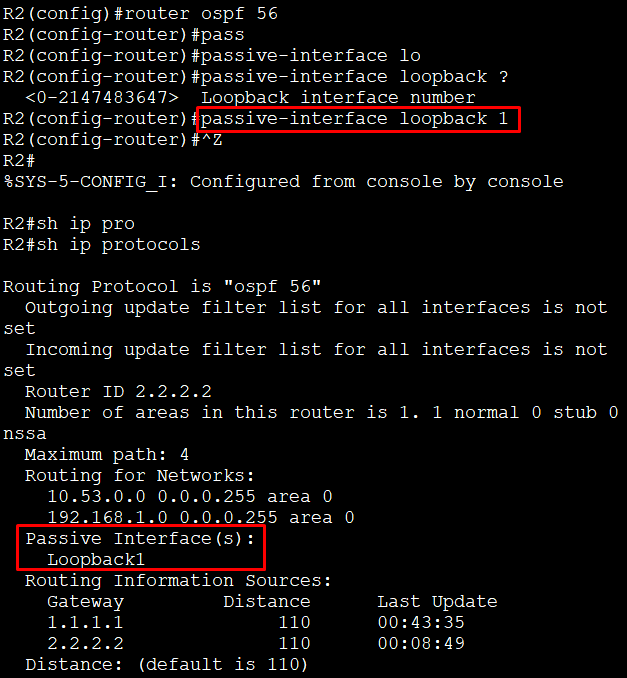 R2(config)#router ospf 56
R2(config-router)#pass
R2(config-router)#passive-interface lo
R2(config-router)#passive-interface loopback ?
  <0-2147483647>  Loopback interface number
R2(config-router)#passive-interface loopback 1
R2(config-router)#^Z
R2#
%SYS-5-CONFIG_I: Configured from console by console

R2#sh ip pro
R2#sh ip protocols

Routing Protocol is "ospf 56"
  Outgoing update filter list for all interfaces is not
set
  Incoming update filter list for all interfaces is not
set
  Router ID 2.2.2.2
  Number of areas in this router is 1. 1 normal 0 stub 0
nssa
  Maximum path: 4
  Routing for Networks:
    10.53.0.0 0.0.0.255 area 0
    192.168.1.0 0.0.0.255 area 0
  Passive Interface(s):
    Loopback1
  Routing Information Sources:
    Gateway         Distance      Last Update
    1.1.1.1              110      00:43:35
    2.2.2.2              110      00:08:49
  Distance: (default is 110)